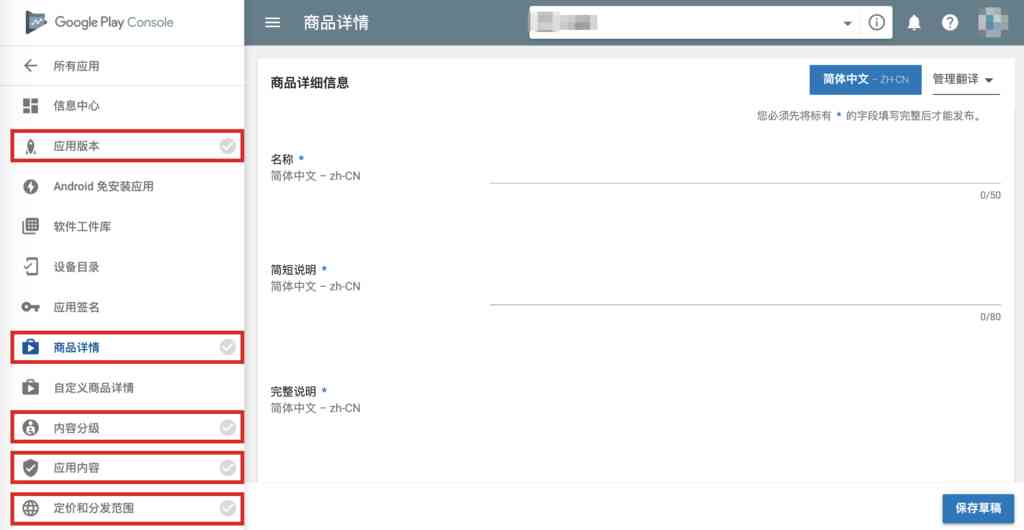 Google Play Console
商品详情
所有应用
信息中心
应用版本
Android 免安装应用
软件工件库
设备目录
应用签名
商品详情
自定义商品详情
内容分级
应用内容
定价和分发范围
商品详细信息
简体中文 – ZH-CN
管理翻译
您必须先将标有 * 的字段填写完整后才能发布。
名称 *
简体中文 – zh-CN
0/50
简短说明 *
简体中文 – zh-CN
0/80
完整说明 *
简体中文 – zh-CN
保存草稿